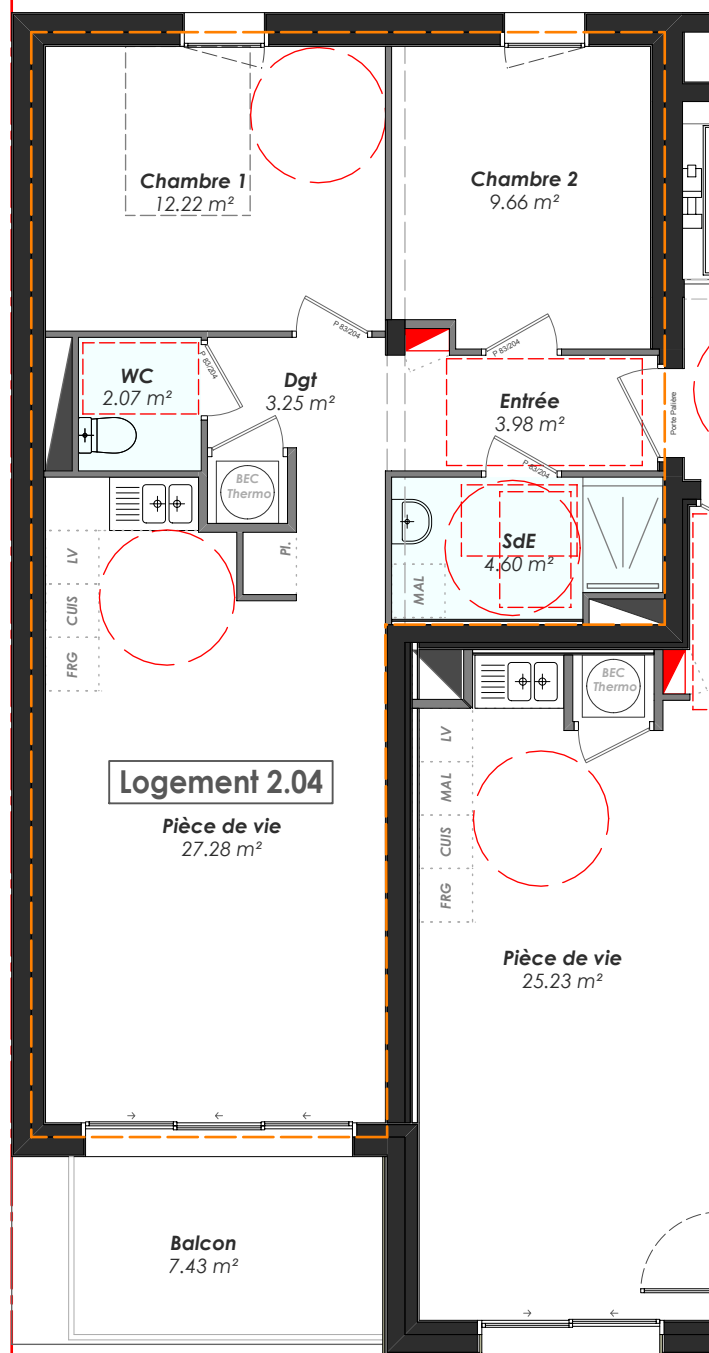 Chambre 1
12.22 m²
Chambre 2
9.66 m²
P 83/204
P 83/204
P 83/204
WC
2.07 m²
Dgt
3.25 m²
Entrée
3.98 m²
Porte Palière
BEC
Thermo
P 83/204
SdE
4.60 m²
MAL
Pl.
LV
CUIS
FRG
BEC
Thermo
LV
MAL
CUIS
FRG
Logement 2.04
Pièce de vie
27.28 m²
Pièce de vie
25.23 m²
Balcon
7.43 m²